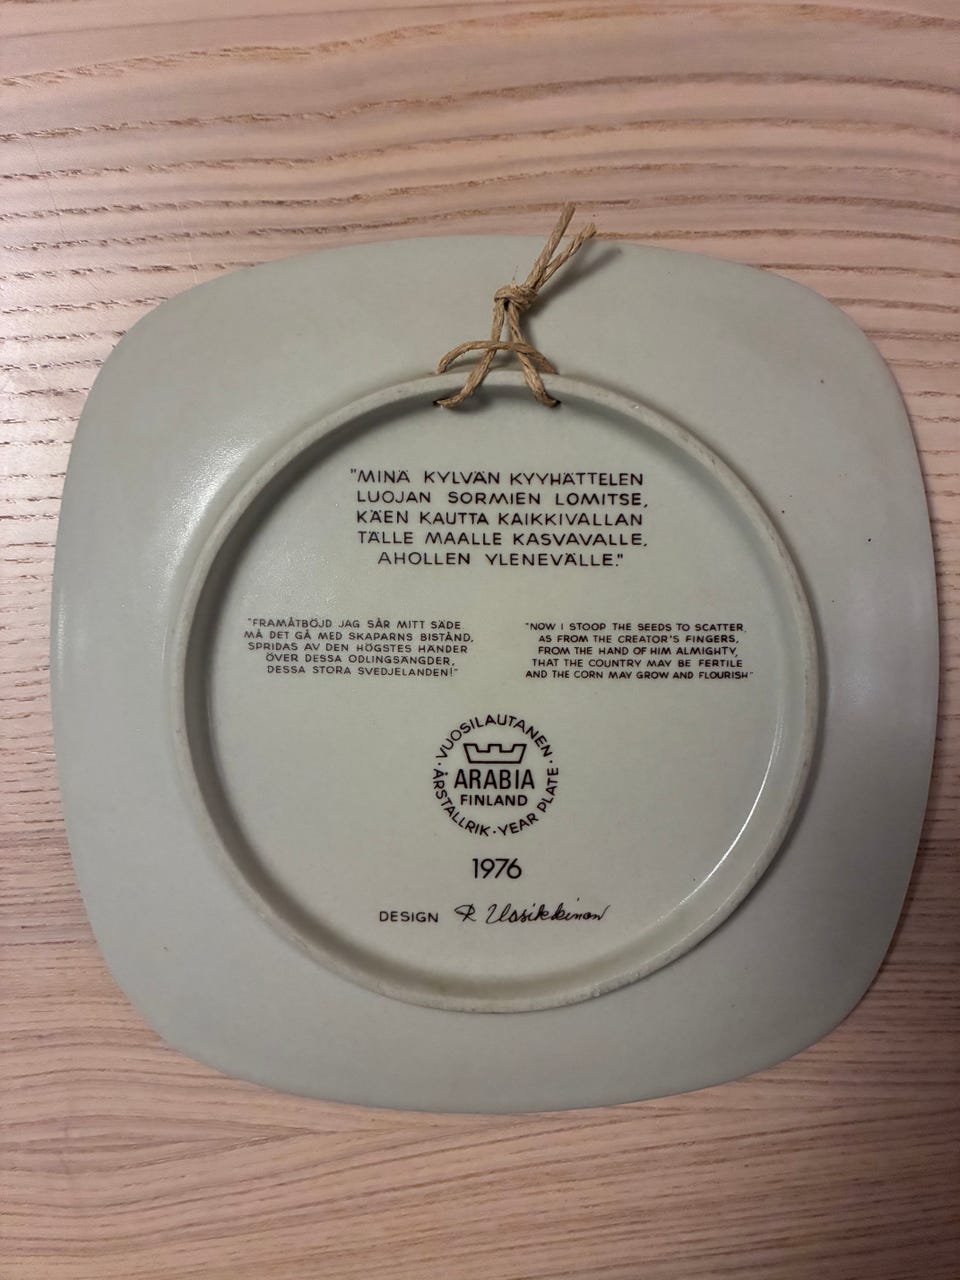 "MINÄ KYLVÄN KYYHÄTTELEN
LUOJAN SORMIEN LOMITSE,
KÄEN KAUTTA KAIKKIVALLAN
TÄLLE MAALLE KASVAVALLE,
AHOLLEN YLENEVÄLLE."
"FRAMÅTBÖJD JAG SÅR MITT SÄDE.
MÅ DET GÅ MED SKAPARNS BISTÅND,
SPRIDAS AV DEN HÖGSTES HÄNDER
ÖVER DESSA ODLINGSÄNGDER,
DESSA STORA SVEDJELANDEN!"
"NOW I STOOP THE SEEDS TO SCATTER,
AS FROM THE CREATOR'S FINGERS,
FROM THE HAND OF HIM ALMIGHTY,
THAT THE COUNTRY MAY BE FERTILE
AND THE CORN MAY GROW AND FLOURISH"
· VUOSILAUTANEN ·
ARABIA
FINLAND
ÅRSTALLRIK · YEAR PLATE
1976
DESIGN R. Uosikkinen